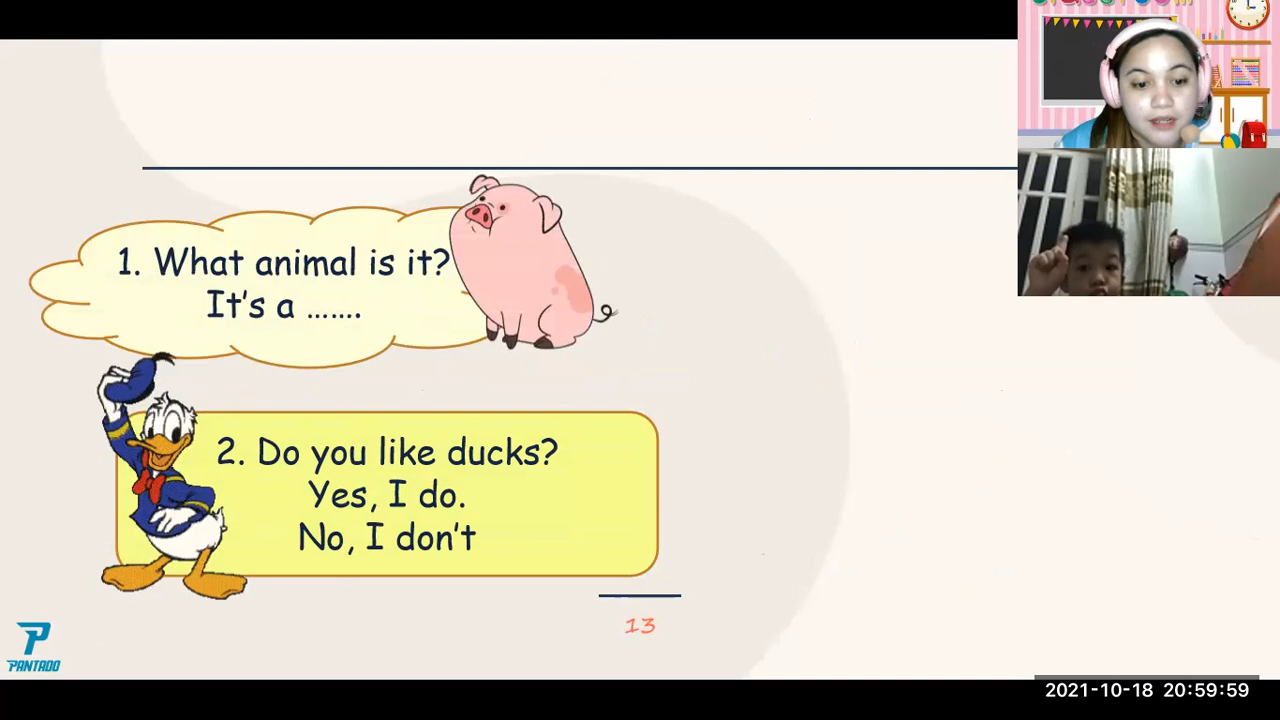 1. What animal is it?
It's a .......
2. Do you like ducks?
Yes, I do.
No, I don't
13
PANTADO
2021-10-18 20:59:59